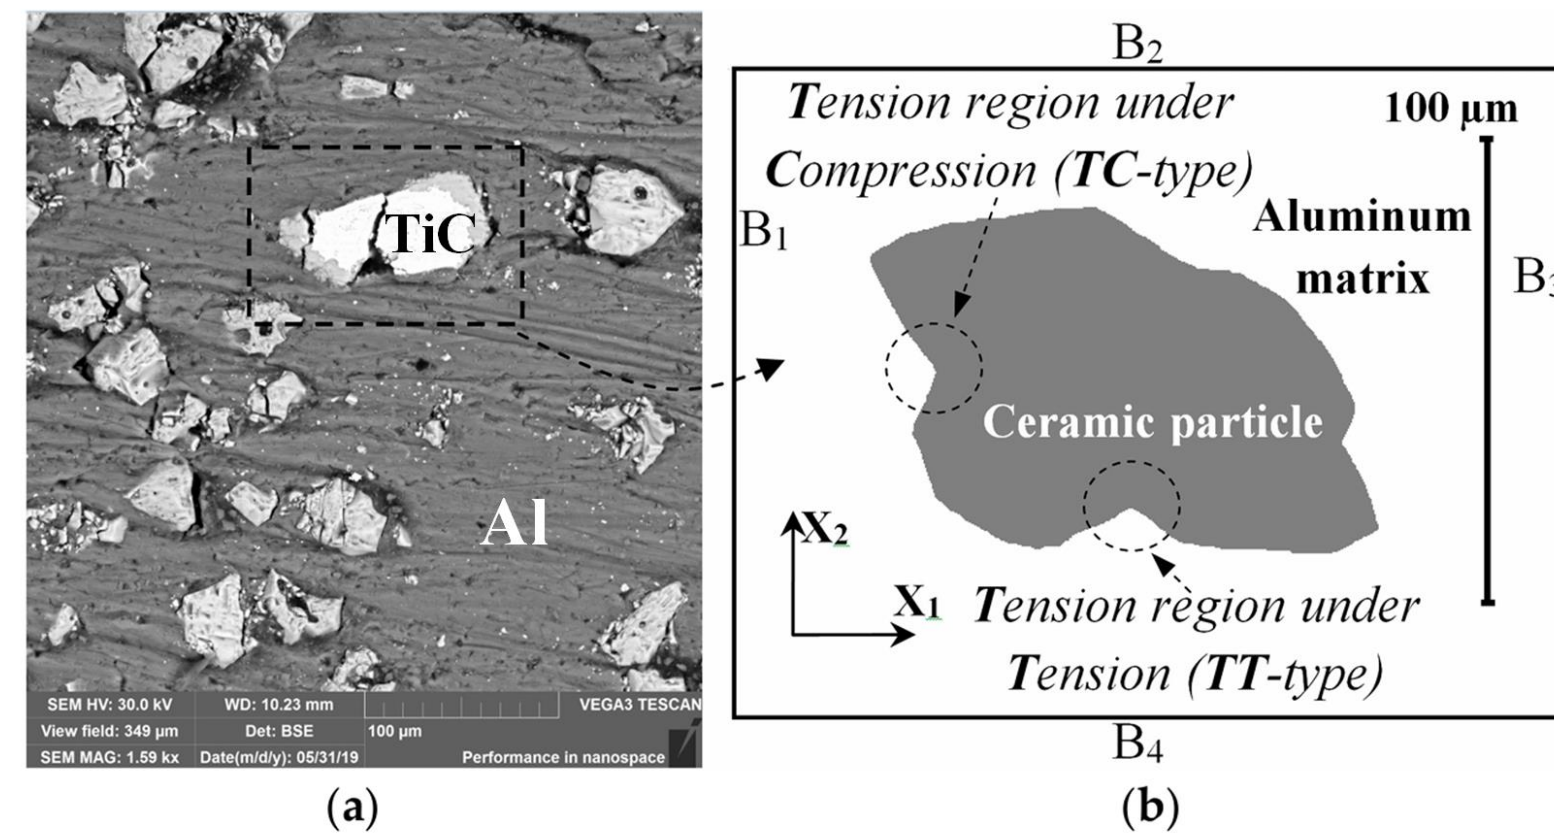 TiC
Al
SEM HV: 30.0 kV
WD: 10.23 mm
VEGA3 TESCAN
View field: 349 µm
Det: BSE
100 µm
SEM MAG: 1.59 kx
Date(m/d/y): 05/31/19
Performance in nanospace
(a)
B2
Tension region under
Compression (TC-type)
100 µm
B1
Aluminum
matrix
B3
Ceramic particle
X2
X1
Tension region under
Tension (TT-type)
B4
(b)